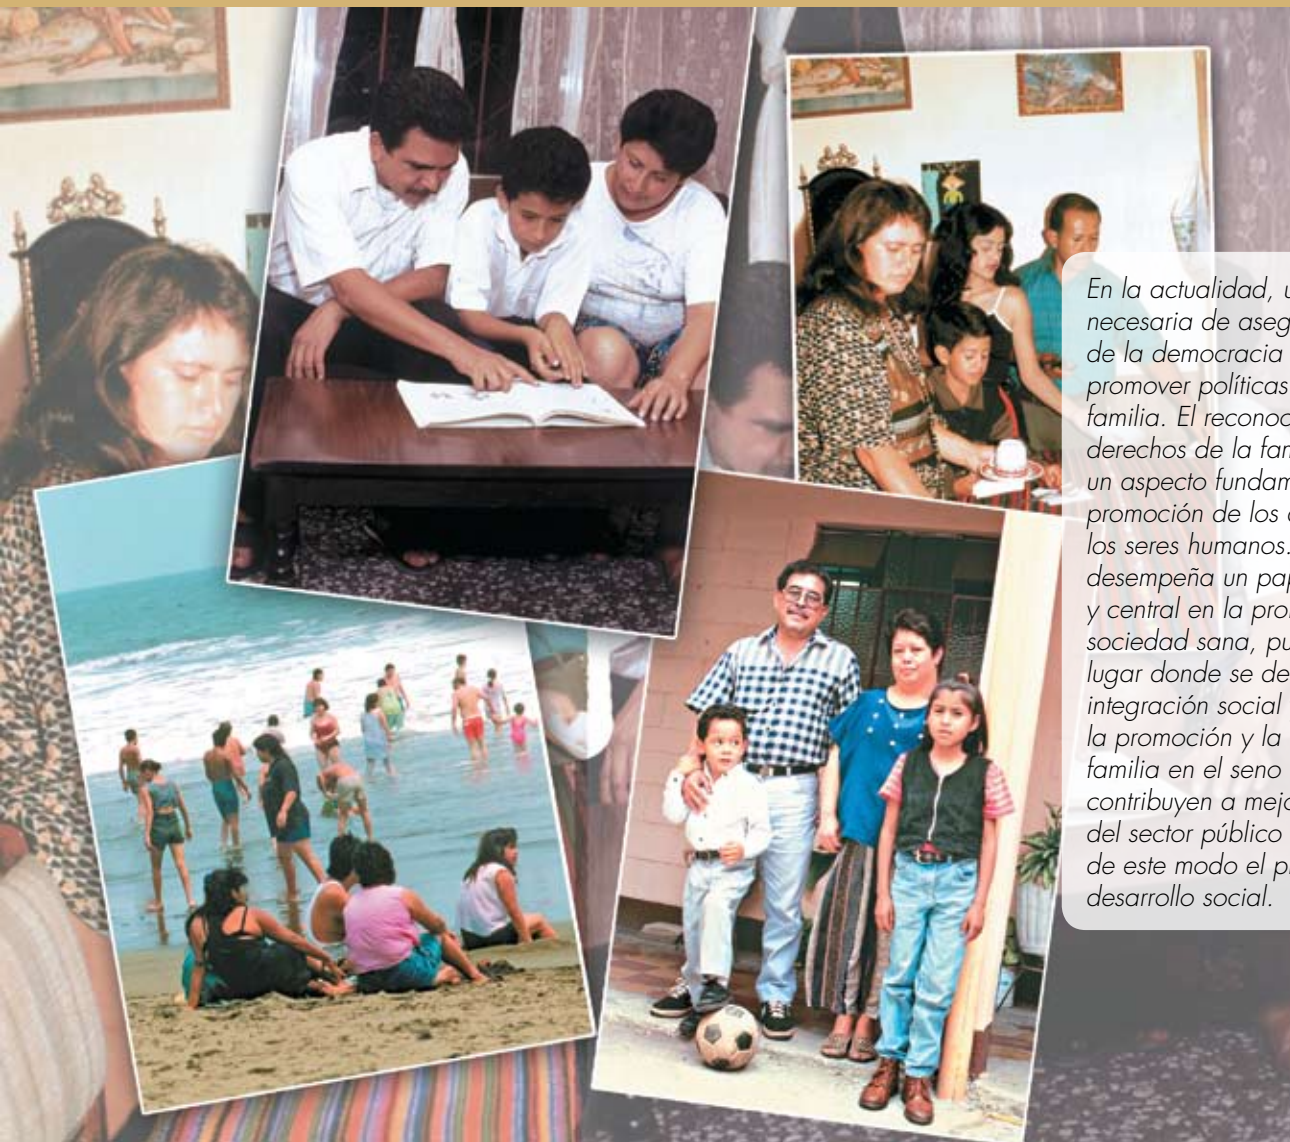 En la actualidad, u
necesaria de aseg
de la democracia
promover políticas
familia. El reconoc
derechos de la fam
un aspecto fundam
promoción de los
los seres humanos.
desempeña un pap
y central en la pro
sociedad sana, pu
lugar donde se de
integración social
la promoción y la
familia en el seno
contribuyen a mejo
del sector público
de este modo el p
desarrollo social.